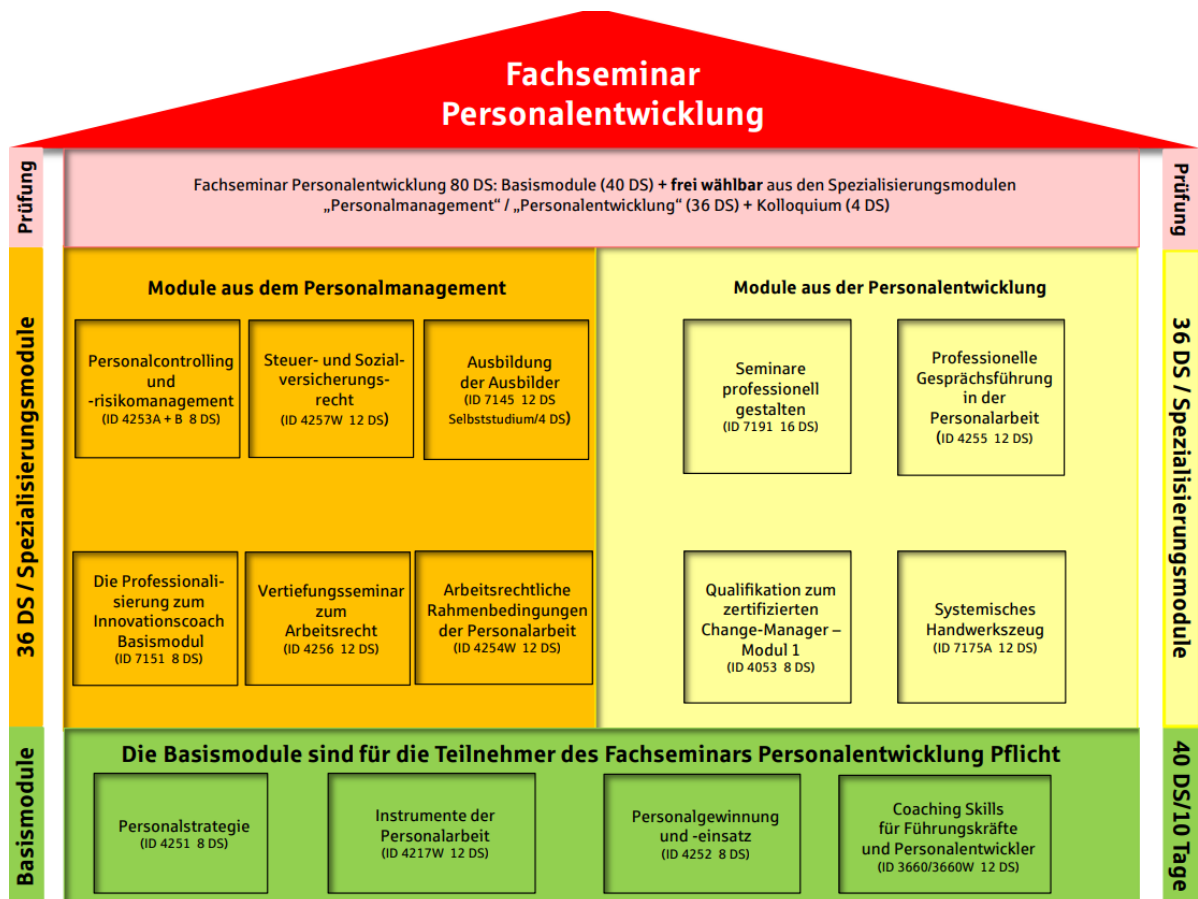 Fachseminar
Personalentwicklung
Prüfung
Fachseminar Personalentwicklung 80 DS: Basismodule (40 DS) + frei wählbar aus den Spezialisierungsmodulen
„Personalmanagement“ / „Personalentwicklung“ (36 DS) + Kolloquium (4 DS)
Prüfung
36 DS / Spezialisierungsmodule
Module aus dem Personalmanagement
Personalcontrolling
und
-risikomanagement
(ID 4253A + B 8 DS)
Steuer- und Sozial-
versicherungs-
recht
(ID 4257W 12 DS)
Ausbildung
der Ausbilder
(ID 7145 12 DS
Selbststudium/4 DS)
Die Professionali-
sierung zum
Innovationscoach
Basismodul
(ID 7151 8 DS)
Vertiefungsseminar
zum
Arbeitsrecht
(ID 4256 12 DS)
Arbeitsrechtliche
Rahmenbedingungen
der Personalarbeit
(ID 4254W 12 DS)
Module aus der Personalentwicklung
Seminare
professionell
gestalten
(ID 7191 16 DS)
Professionelle
Gesprächsführung
in der
Personalarbeit
(ID 4255 12 DS)
Qualifikation zum
zertifizierten
Change-Manager –
Modul 1
(ID 4053 8 DS)
Systemisches
Handwerkszeug
(ID 7175A 12 DS)
36 DS / Spezialisierungsmodule
Basismodule
Die Basismodule sind für die Teilnehmer des Fachseminars Personalentwicklung Pflicht
Personalstrategie
(ID 4251 8 DS)
Instrumente der
Personalarbeit
(ID 4217W 12 DS)
Personalgewinnung
und -einsatz
(ID 4252 8 DS)
Coaching Skills
für Führungskräfte
und Personalentwickler
(ID 3660/3660W 12 DS)
40 DS/10 Tage